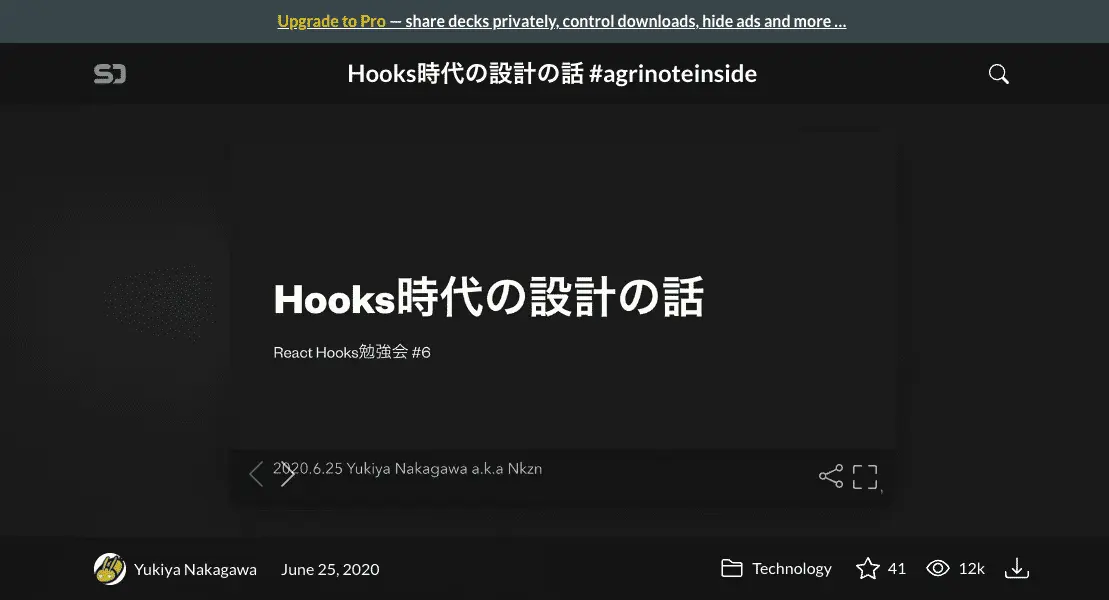 Upgrade to Pro — share decks privately, control downloads, hide ads and more …
SD
Hooks時代の設計の話 #agrinoteinside
Hooks時代の設計の話
React Hooks勉強会 #6
2020.6.25 Yukiya Nakagawa a.k.a Nkzn
Yukiya Nakagawa
June 25, 2020
Technology
41
12k